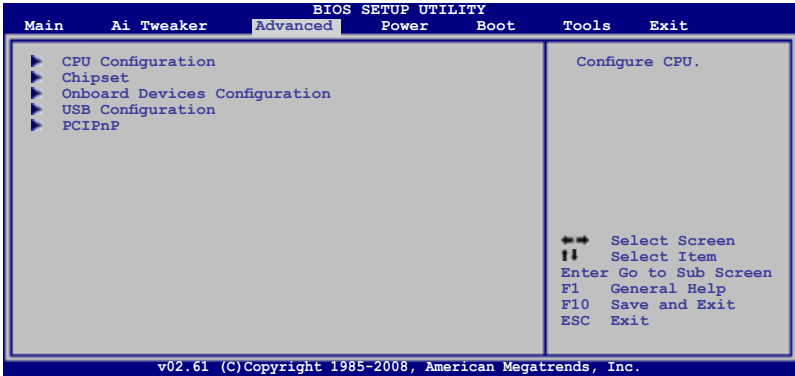 BIOS SETUP UTILITY
Main Ai Tweaker Advanced Power Boot Tools Exit
CPU Configuration
Chipset
Onboard Devices Configuration
USB Configuration
PCIPnP
Configure CPU.
Select Screen
Select Item
Enter Go to Sub Screen
F1 General Help
F10 Save and Exit
ESC Exit
v02.61 (C)Copyright 1985-2008, American Megatrends, Inc.